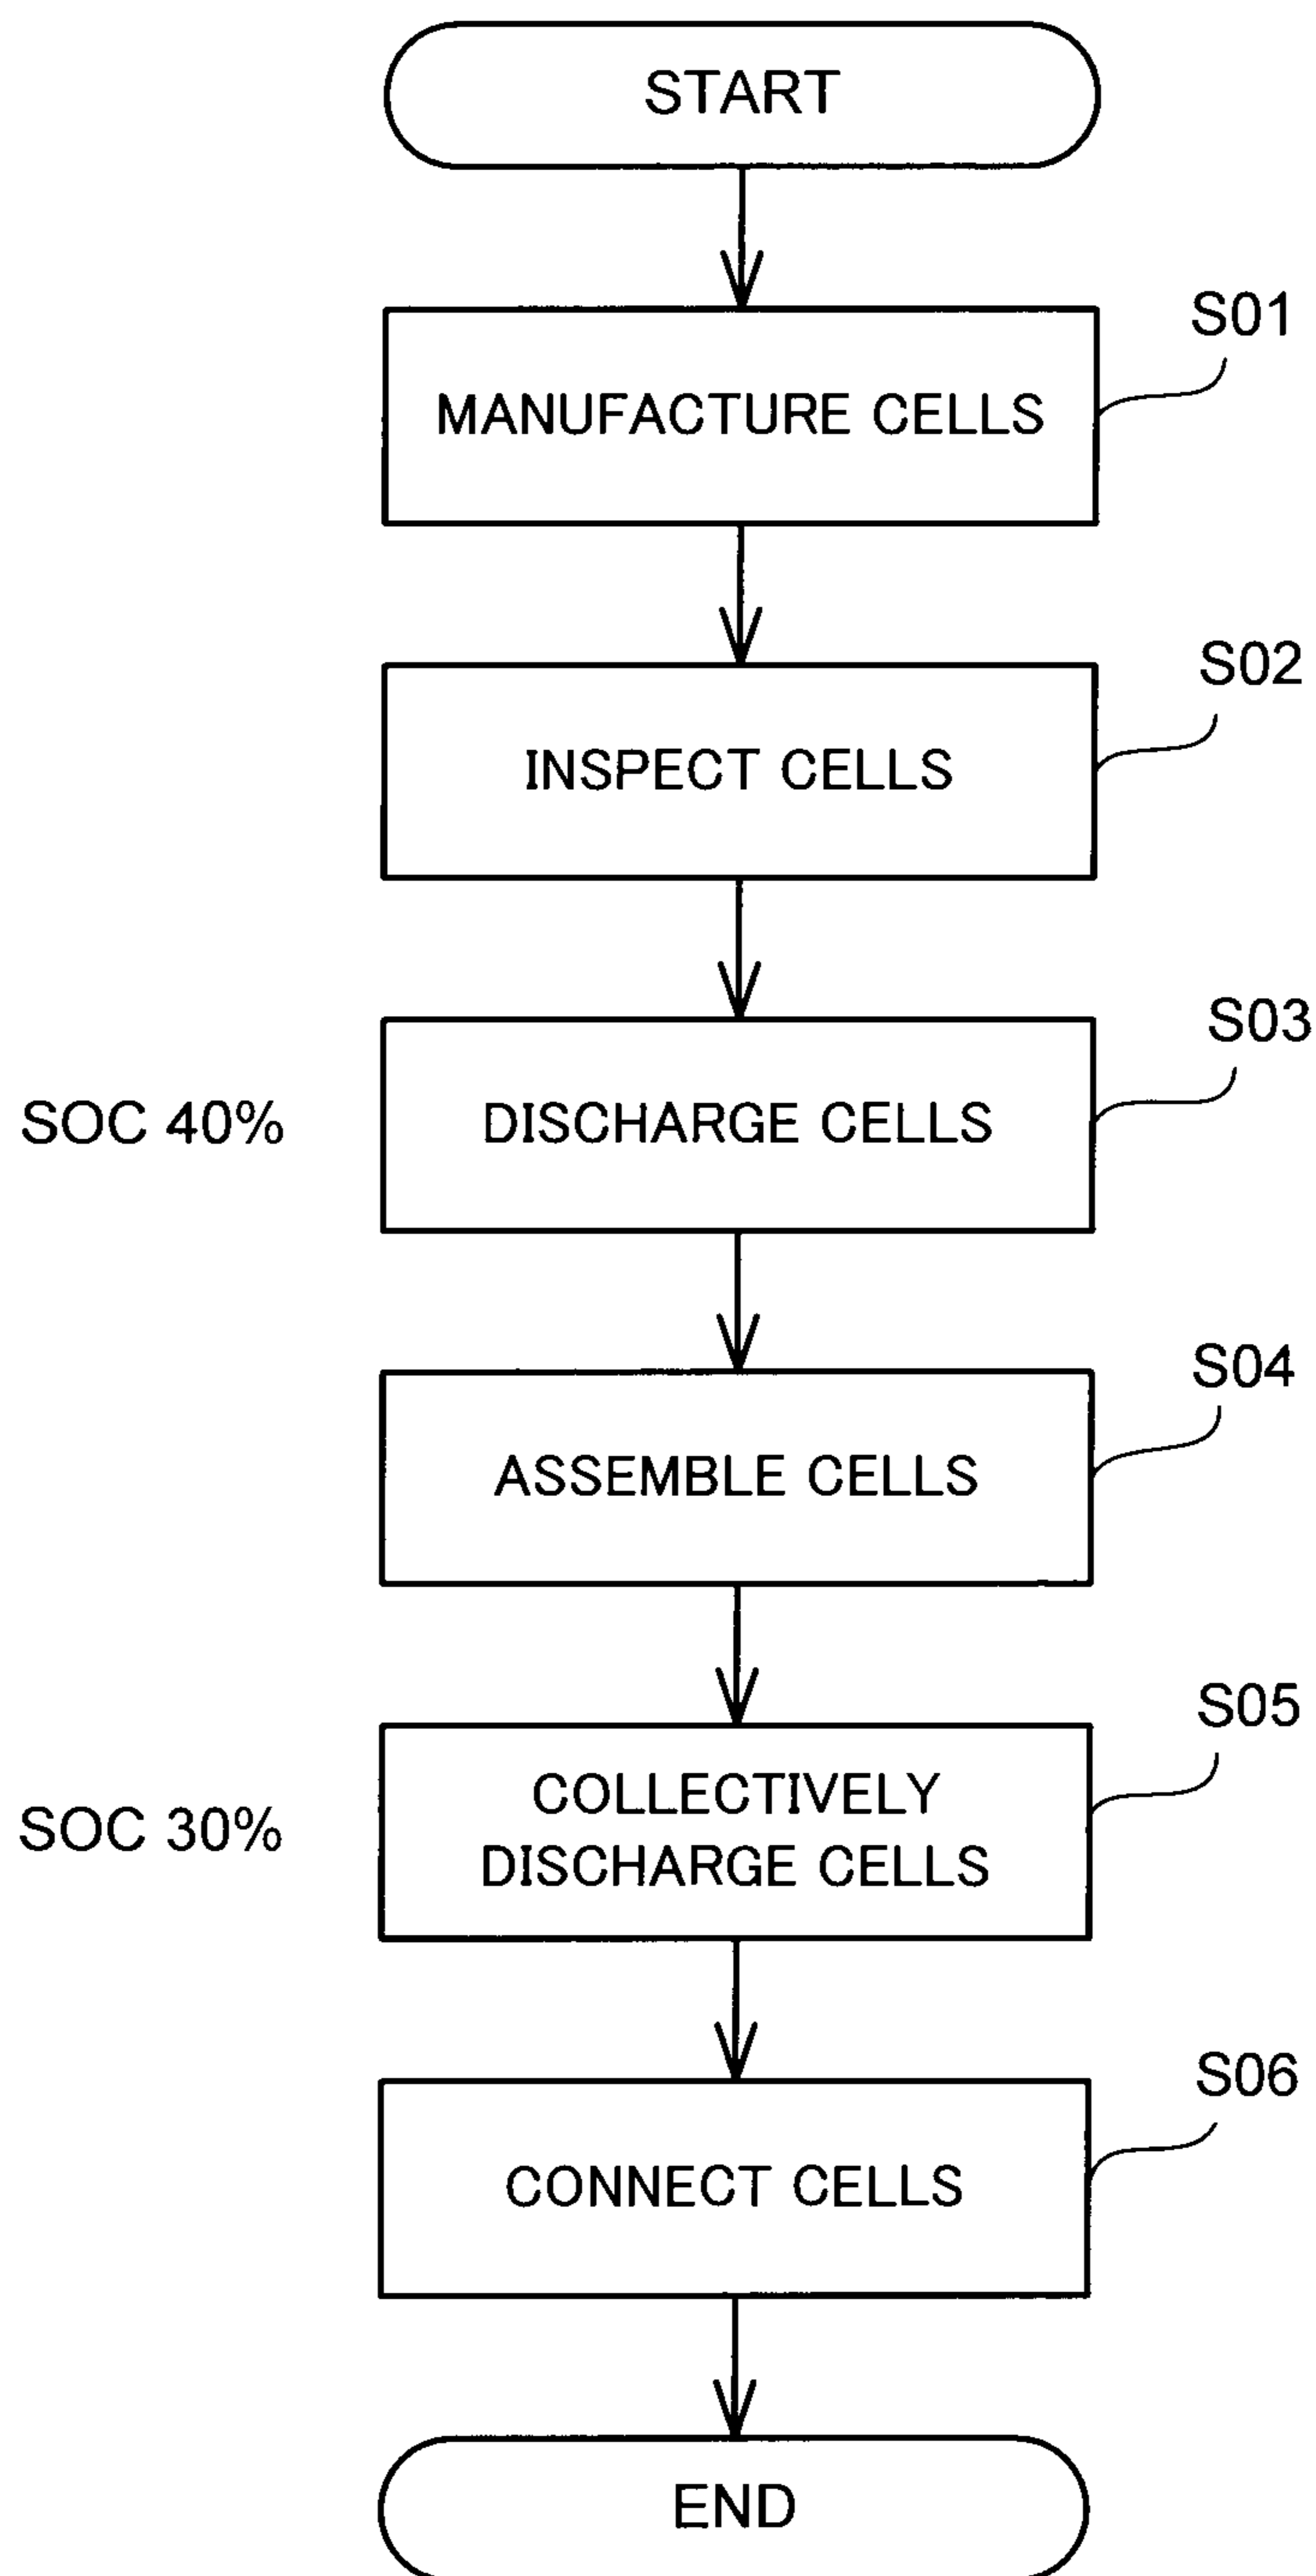 START
S01
MANUFACTURE CELLS
S02
INSPECT CELLS
S03
SOC 40%
DISCHARGE CELLS
S04
ASSEMBLE CELLS
S05
SOC 30%
COLLECTIVELY
DISCHARGE CELLS
S06
CONNECT CELLS
END